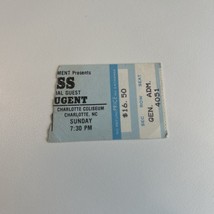 MENT Presents
SS
IAL GUEST
UGENT
CHARLOTTE COLISEUM
CHARLOTTE, NC
SUNDAY
7:30 PM
$16.50
GEN. ADM.
4051